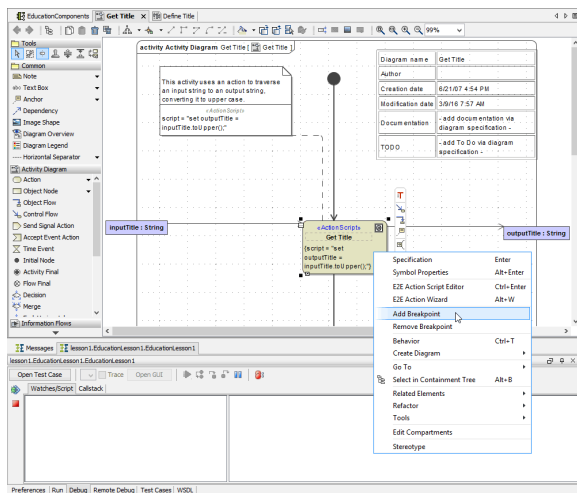 EducationComponents Get Title × Define Title
99%
Tools
Common
Note
Text Box
Anchor
Dependency
Image Shape
Diagram Overview
Diagram Legend
Horizontal Separator
Activity Diagram
Action
Object Node
Object Flow
Control Flow
Send Signal Action
Accept Event Action
Time Event
Initial Node
Activity Final
Flow Final
Decision
Merge
Information Flows
activity Activity Diagram Get Title [ Get Title ]
This activity uses an action to traverse
an input string to an output string,
converting it to upper case.
«ActionScript»
script = "set outputTitle =
inputTitle.toUpper();"
Diagram name Get Title
Author
Creation date 6/21/07 4:54 PM
Modification date 3/9/16 7:57 AM
Documentation - add documentation via
diagram specification -
TODO - add To Do via diagram
specification -
inputTitle : String
«ActionScript»
Get Title
{script = "set
outputTitle =
inputTitle.toUpper();"}
outputTitle : String
Specification Enter
Symbol Properties Alt+Enter
E2E Action Script Editor Ctrl+Enter
E2E Action Wizard Alt+W
Add Breakpoint
Remove Breakpoint
Behavior Ctrl+T
Create Diagram
Go To
Select in Containment Tree Alt+B
Related Elements
Refactor
Tools
Edit Compartments
Stereotype
Messages lesson1.EducationLesson1.EducationLesson1
lesson1.EducationLesson1.EducationLesson1
Open Test Case Trace Open GUI
Watches/Script Callstack
Preferences Run Debug Remote Debug Test Cases WSDL